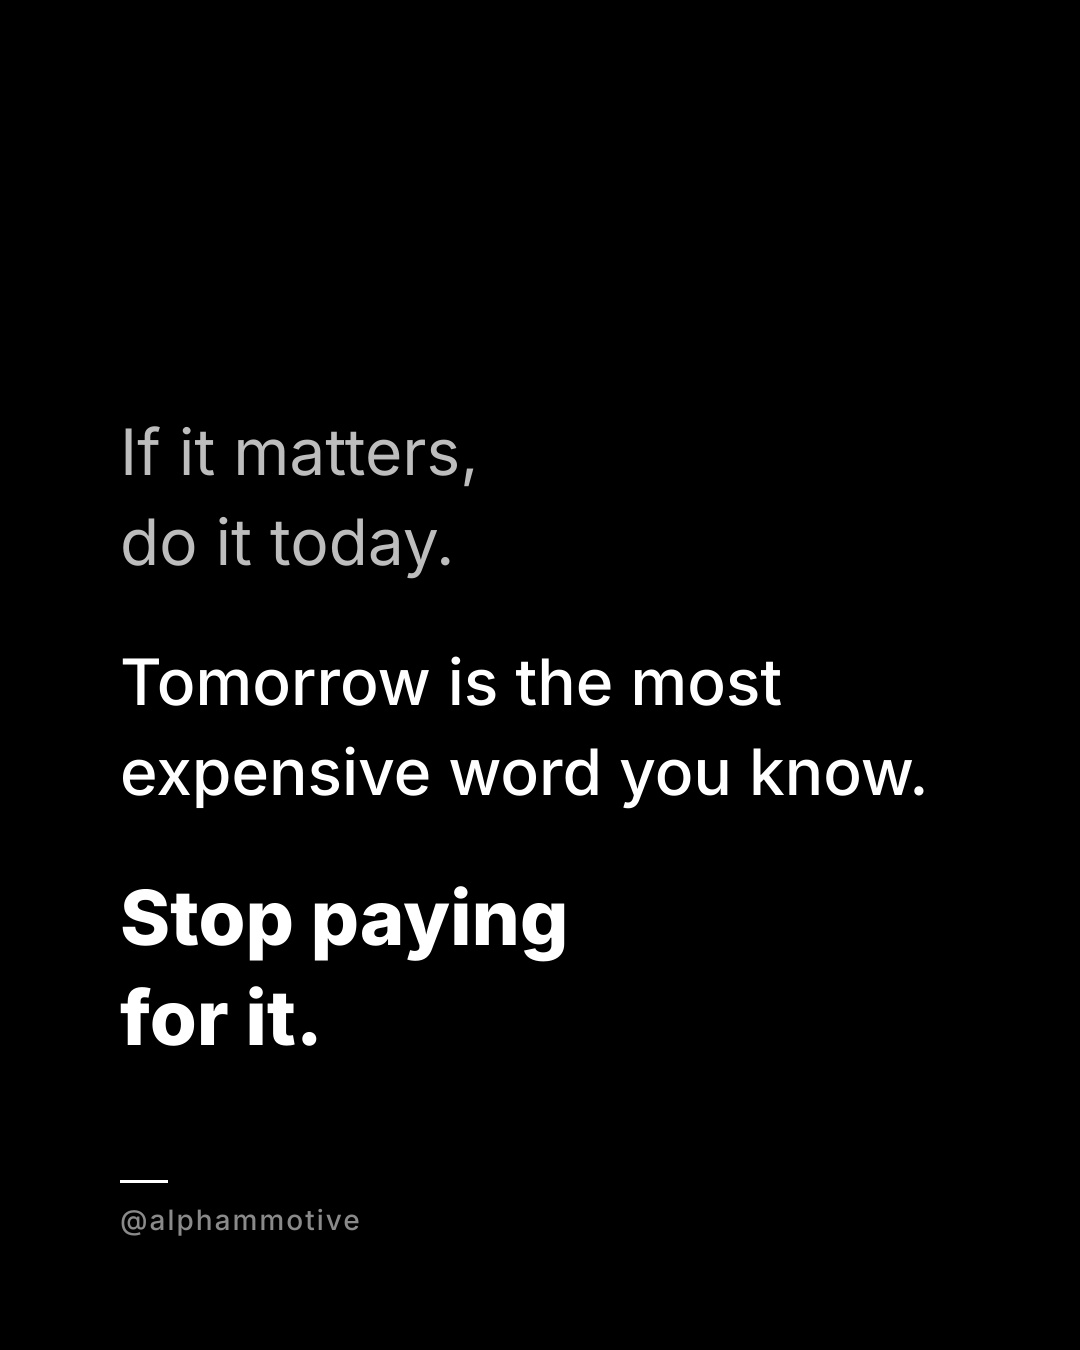 If it matters,
do it today.
Tomorrow is the most
expensive word you know.
Stop paying
for it.
@alphammotive